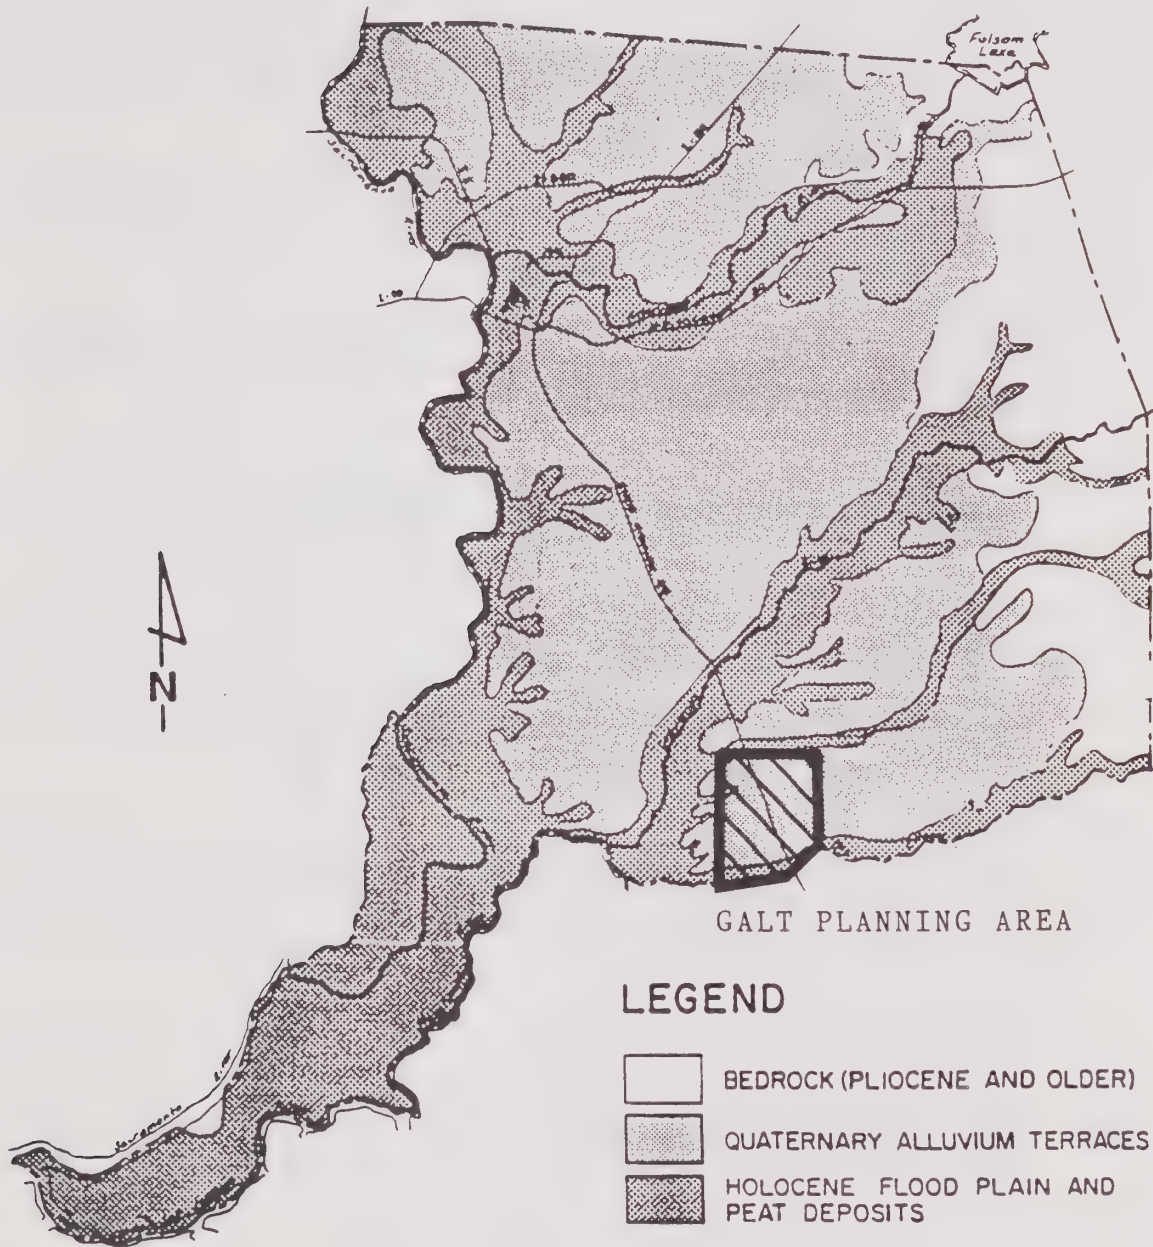 Folsom
Lake
N
GALT PLANNING AREA
LEGEND
BEDROCK (PLIOCENE AND OLDER)
QUATERNARY ALLUVIUM TERRACES
HOLOCENE FLOOD PLAIN AND
PEAT DEPOSITS
Sacramento